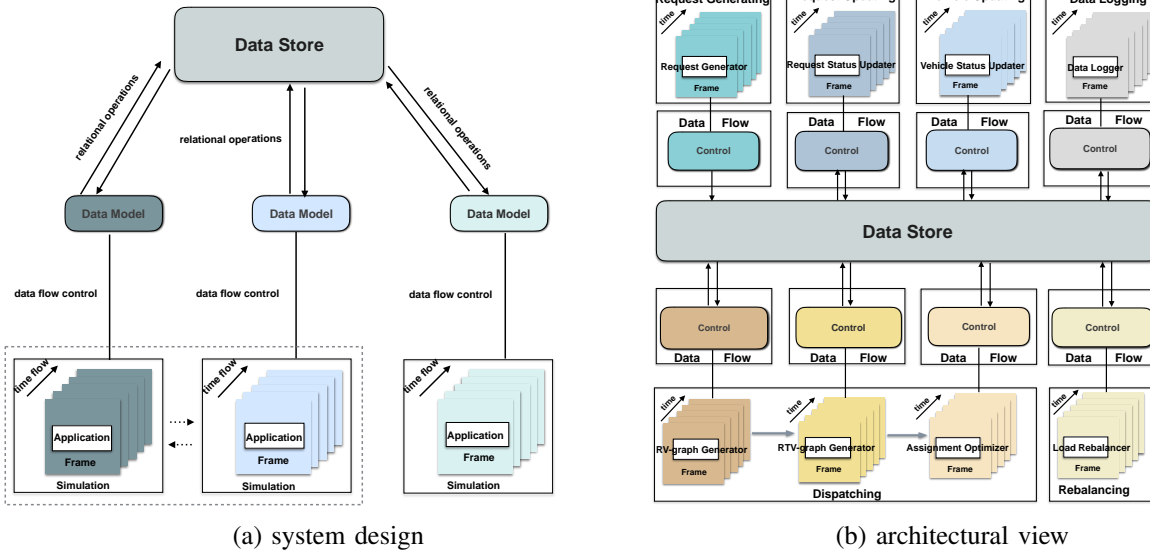 Data Store
relational operations
relational operations
relational operations
Data Model
Data Model
Data Model
data flow control
data flow control
data flow control
time flow
Application
Frame
Simulation
time flow
Application
Frame
Simulation
time flow
Application
Frame
Simulation
(a) system design
Request Generating
time
Request Generator
Frame
time
Request Status Updater
Frame
time
Vehicle Status Updater
Frame
Data Logging
time
Data Logger
Frame
Data Flow
Control
Data Flow
Control
Data Flow
Control
Data Flow
Control
Data Store
Control
Data Flow
Control
Data Flow
Control
Data Flow
Control
Data Flow
time
RV-graph Generator
Frame
time
RTV-graph Generator
Frame
time
Assignment Optimizer
Frame
Dispatching
time
Load Rebalancer
Frame
Rebalancing
(b) architectural view